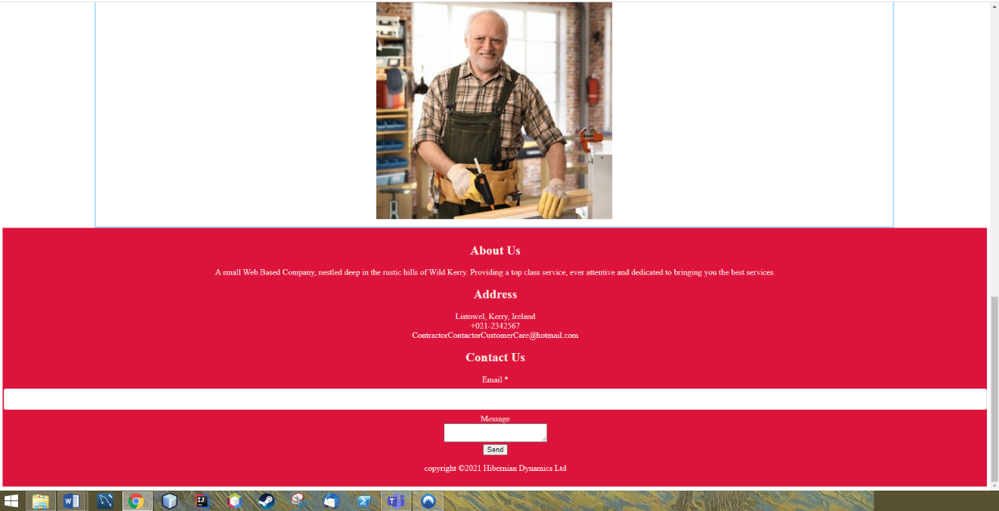 About Us
A small Web Based Company, nestled deep in the rustic hills of Wild Kerry. Providing a top class service, ever attentive and dedicated to bringing you the best services.
Address
Listowel, Kerry, Ireland
+021-2342567
ContractorContactorCustomerCare@hotmail.com
Contact Us
Email *
Message
Send
copyright ©2021 Hibernian Dynamics Ltd
W
IJ
T